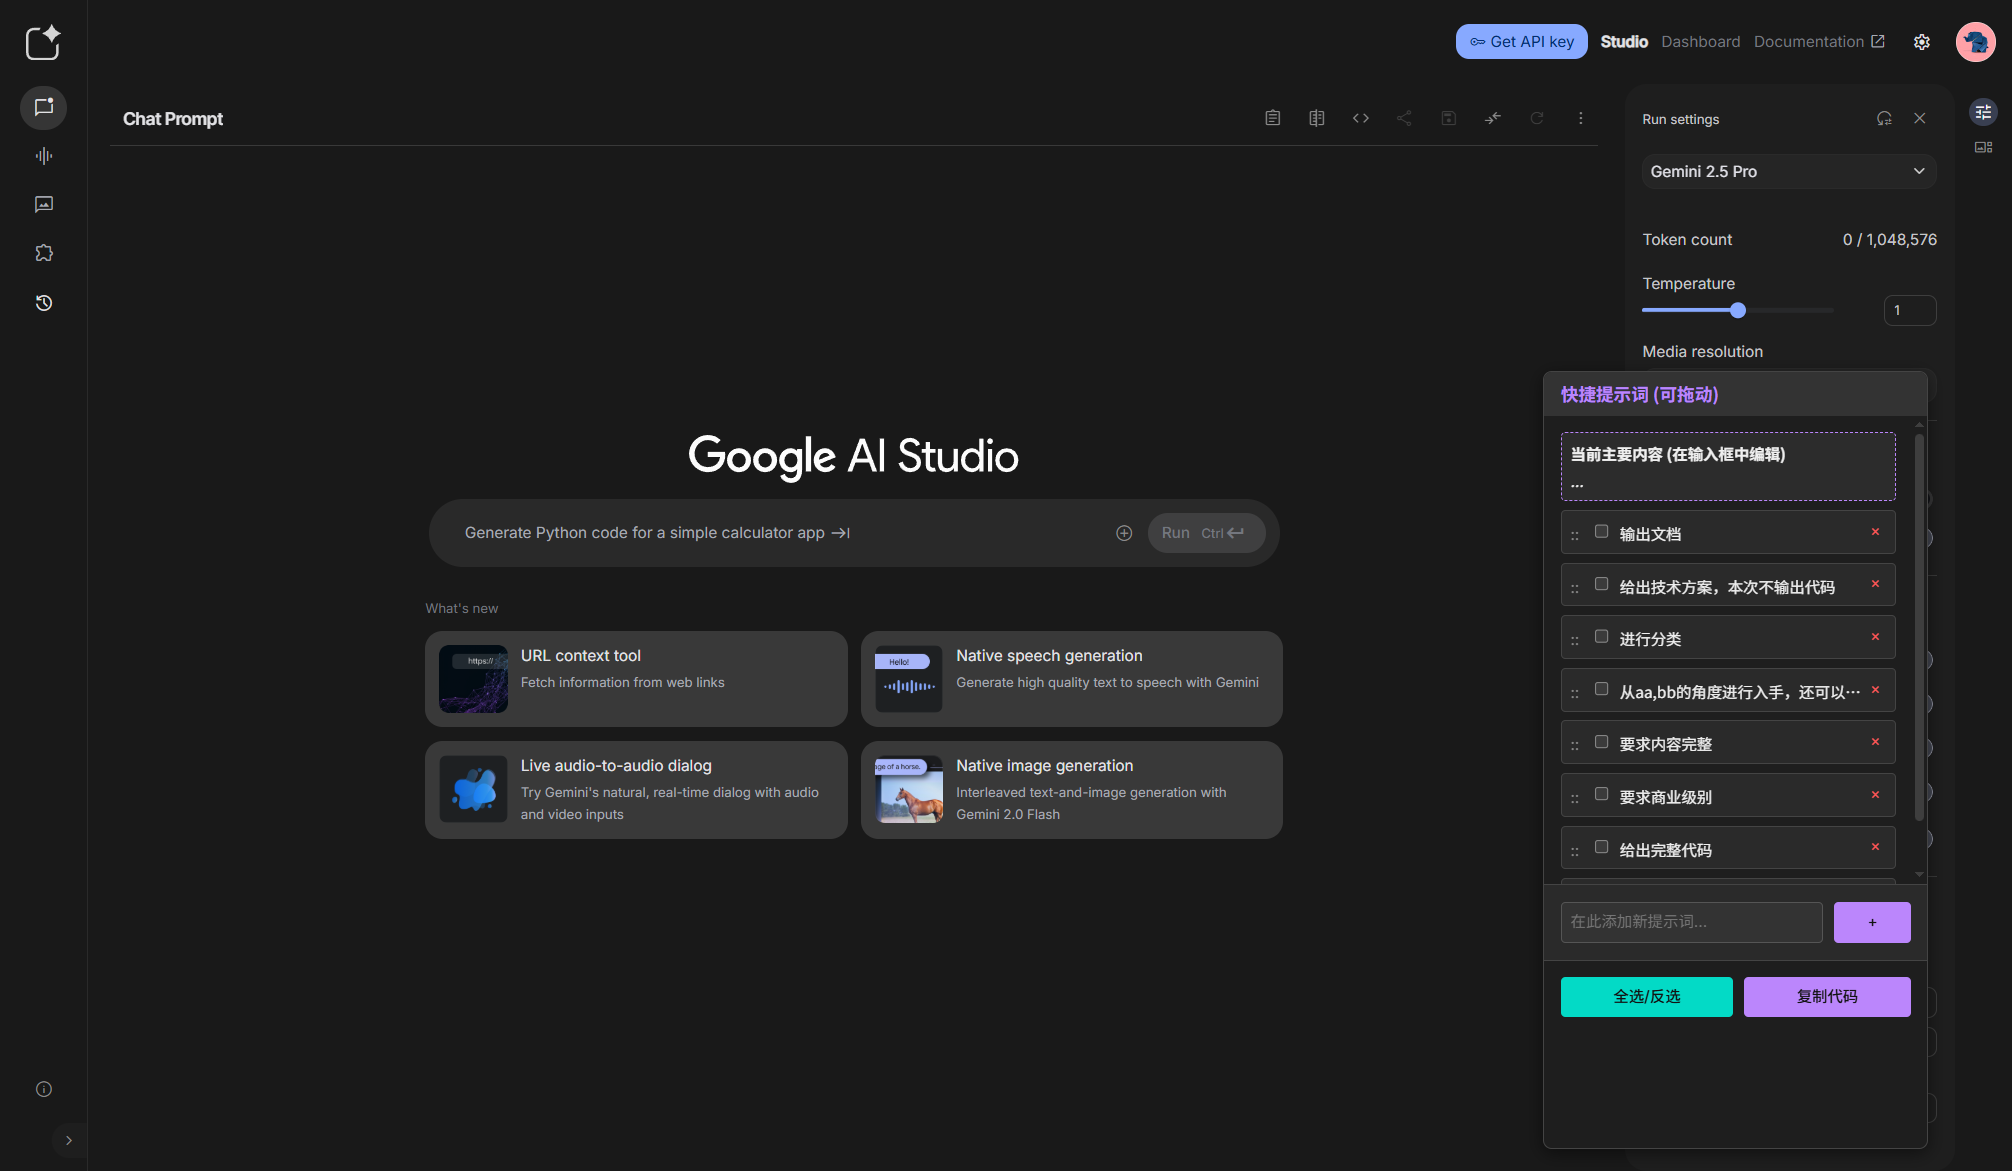 Get API key
Studio
Dashboard
Documentation
Chat Prompt
Run settings
Gemini 2.5 Pro
Token count
0 / 1,048,576
Temperature
1
Media resolution
Google AI Studio
Generate Python code for a simple calculator app
Run Ctrl
What's new
https://
URL context tool
Fetch information from web links
Hello!
Native speech generation
Generate high quality text to speech with Gemini
Live audio-to-audio dialog
Try Gemini's natural, real-time dialog with audio
and video inputs
age of a horse.
Native image generation
Interleaved text-and-image generation with
Gemini 2.0 Flash
快捷提示词 (可拖动)
当前主要内容 (在输入框中编辑)
...
:: 输出文档 ×
:: 给出技术方案，本次不输出代码 ×
:: 进行分类 ×
:: 从aa,bb的角度进行入手，还可以… ×
:: 要求内容完整 ×
:: 要求商业级别 ×
:: 给出完整代码 ×
在此添加新提示词...
+
全选/反选
复制代码